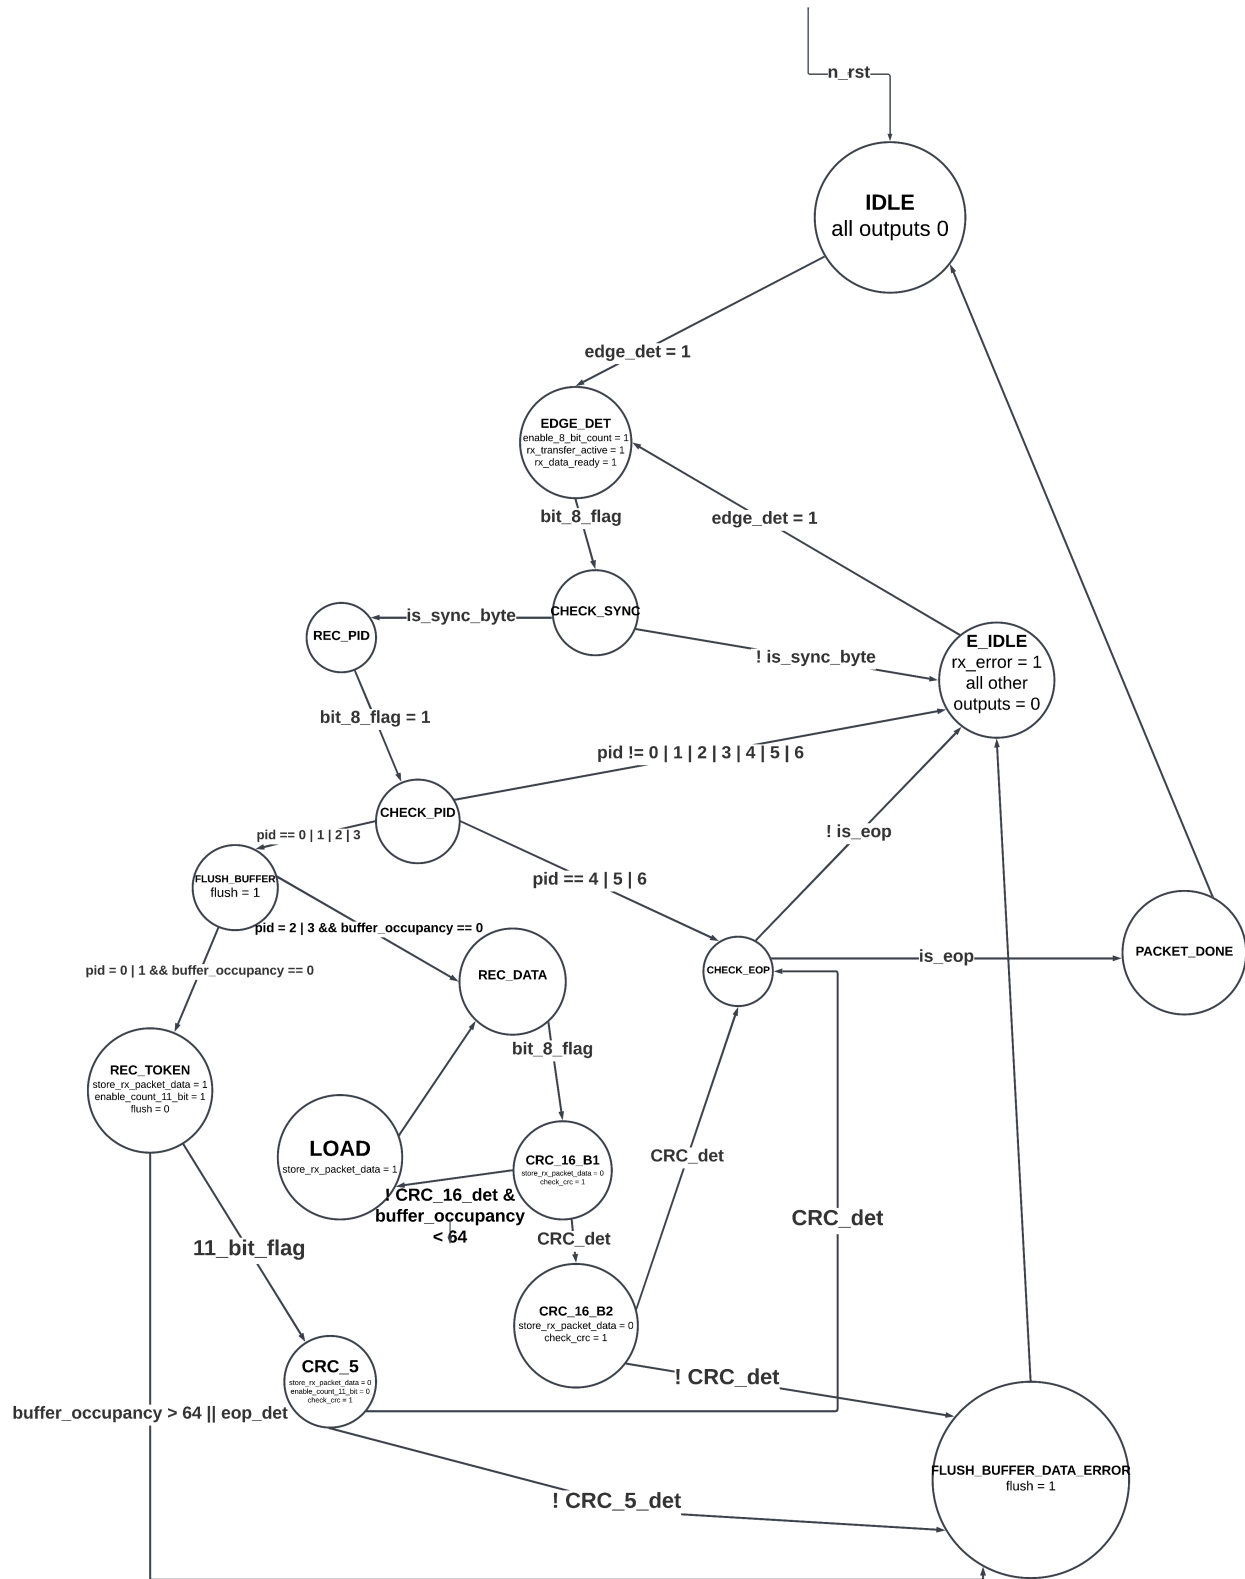 n_rst
IDLE
all outputs 0
edge_det = 1
EDGE_DET
enable_8_bit_count = 1
rx_transfer_active = 1
rx_data_ready = 1
bit_8_flag
edge_det = 1
CHECK_SYNC
is_sync_byte
REC_PID
! is_sync_byte
E_IDLE
rx_error = 1
all other
outputs = 0
bit_8_flag = 1
pid != 0 | 1 | 2 | 3 | 4 | 5 | 6
CHECK_PID
pid == 0 | 1 | 2 | 3
! is_eop
FLUSH_BUFFER
flush = 1
pid == 4 | 5 | 6
pid = 2 | 3 && buffer_occupancy == 0
pid = 0 | 1 && buffer_occupancy == 0
REC_DATA
CHECK_EOP
is_eop
PACKET_DONE
bit_8_flag
REC_TOKEN
store_rx_packet_data = 1
enable_count_11_bit = 1
flush = 0
LOAD
store_rx_packet_data = 1
CRC_16_B1
store_rx_packet_data = 0
check_crc = 1
CRC_det
! CRC_16_det &
buffer_occupancy
< 64
CRC_det
CRC_det
11_bit_flag
CRC_16_B2
store_rx_packet_data = 0
check_crc = 1
CRC_5
store_rx_packet_data = 0
enable_count_11_bit = 0
check_crc = 1
! CRC_det
buffer_occupancy > 64 || eop_det
FLUSH_BUFFER_DATA_ERROR
flush = 1
! CRC_5_det